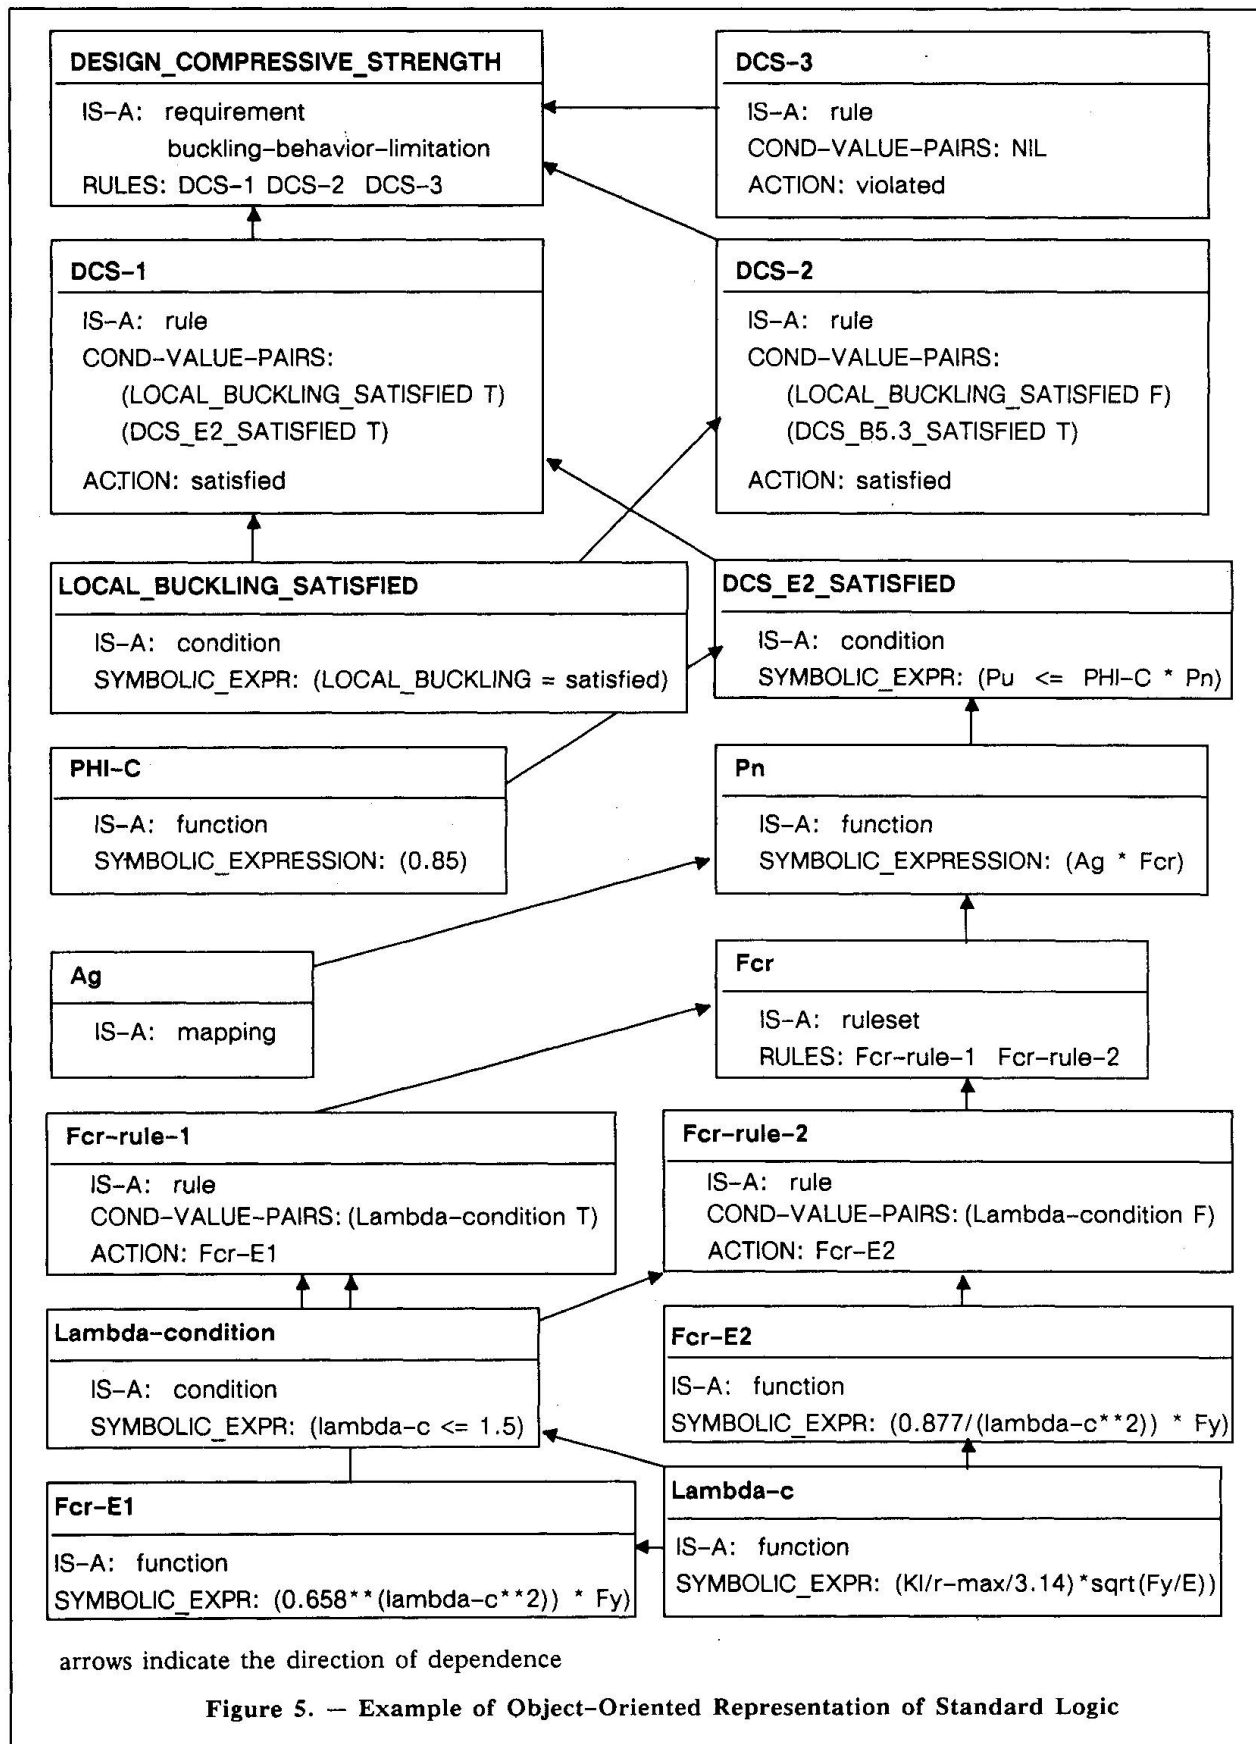 DESIGN_COMPRESSIVE_STRENGTH
IS-A: requirement
buckling-behavior-limitation
RULES: DCS-1 DCS-2 DCS-3
DCS-3
IS-A: rule
COND-VALUE-PAIRS: NIL
ACTION: violated
DCS-1
IS-A: rule
COND-VALUE-PAIRS:
(LOCAL_BUCKLING_SATISFIED T)
(DCS_E2_SATISFIED T)
ACTION: satisfied
DCS-2
IS-A: rule
COND-VALUE-PAIRS:
(LOCAL_BUCKLING_SATISFIED F)
(DCS_B5.3_SATISFIED T)
ACTION: satisfied
LOCAL_BUCKLING_SATISFIED
IS-A: condition
SYMBOLIC_EXPR: (LOCAL_BUCKLING = satisfied)
DCS_E2_SATISFIED
IS-A: condition
SYMBOLIC_EXPR: (Pu <= PHI-C * Pn)
PHI-C
IS-A: function
SYMBOLIC_EXPRESSION: (0.85)
Pn
IS-A: function
SYMBOLIC_EXPRESSION: (Ag * Fcr)
Ag
IS-A: mapping
Fcr
IS-A: ruleset
RULES: Fcr-rule-1 Fcr-rule-2
Fcr-rule-1
IS-A: rule
COND-VALUE-PAIRS: (Lambda-condition T)
ACTION: Fcr-E1
Fcr-rule-2
IS-A: rule
COND-VALUE-PAIRS: (Lambda-condition F)
ACTION: Fcr-E2
Lambda-condition
IS-A: condition
SYMBOLIC_EXPR: (lambda-c <= 1.5)
Fcr-E2
IS-A: function
SYMBOLIC_EXPR: (0.877/(lambda-c**2)) * Fy)
Fcr-E1
IS-A: function
SYMBOLIC_EXPR: (0.658**(lambda-c**2)) * Fy)
Lambda-c
IS-A: function
SYMBOLIC_EXPR: (Kl/r-max/3.14)*sqrt(Fy/E))
arrows indicate the direction of dependence
Figure 5. — Example of Object-Oriented Representation of Standard Logic